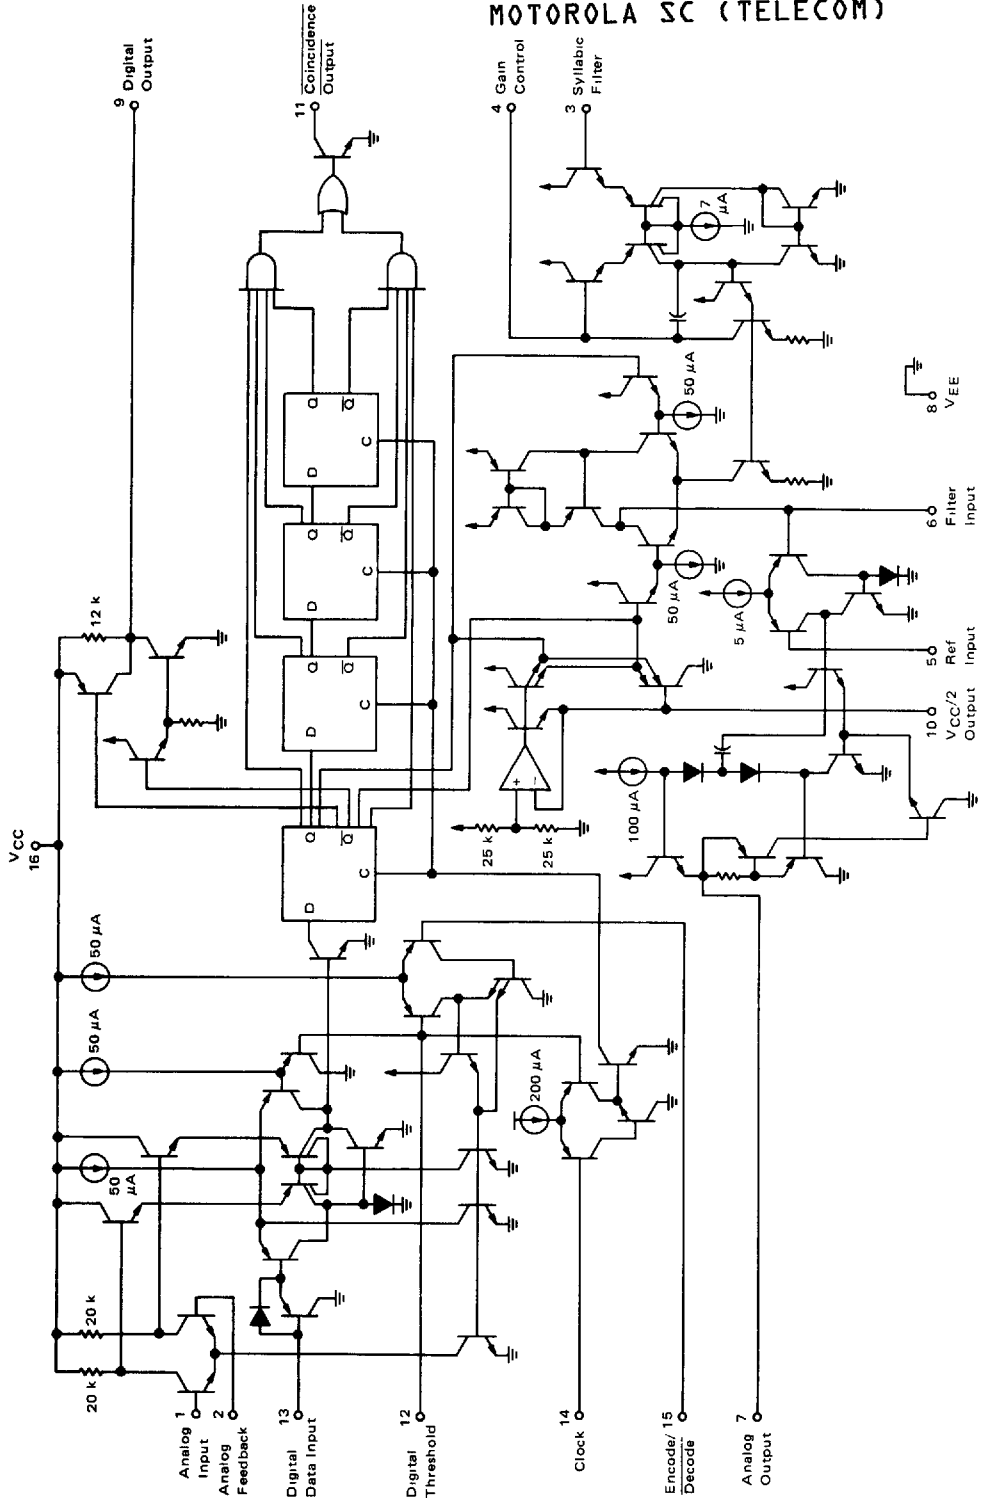 MOTOROLA SC (TELECOM)
9 Digital
Output
11 Coincidence
Output
4 Gain
Control
3 Syllabic
Filter
VCC
16
12 k
50 µA
50 µA
50
µA
20 k
20 k
D
Q
Q
C
D
Q
Q
C
D
Q
Q
C
D
Q
Q
C
7
µA
50 µA
50 µA
5 µA
100 µA
200 µA
25 k
25 k
+
-
1
Analog
Input
2
Analog
Feedback
13
Digital
Data Input
12
Digital
Threshold
14
Clock
15
Encode/
Decode
7
Analog
Output
10
VCC/2
Output
5
Ref
Input
6
Filter
Input
8
VEE